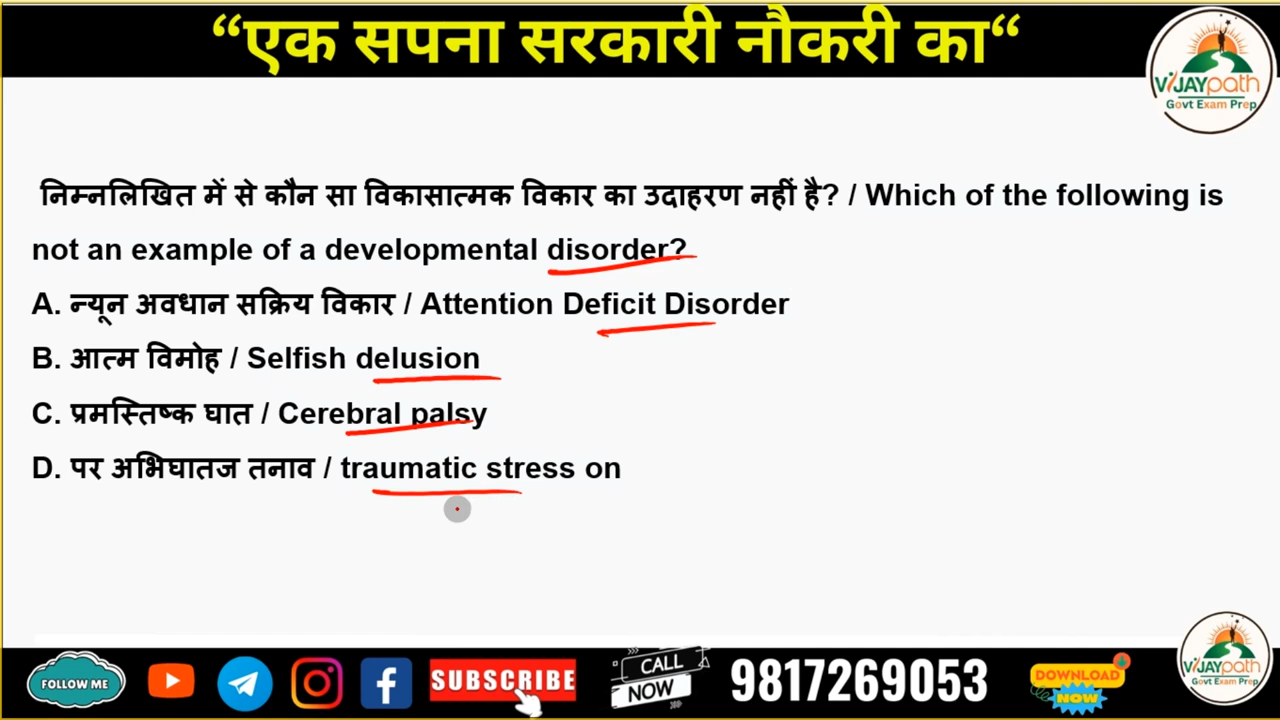 “एक सपना सरकारी नौकरी का“
VIJAYpath
Govt Exam Prep
निम्नलिखित में से कौन सा विकासात्मक विकार का उदाहरण नहीं है? / Which of the following is
not an example of a developmental disorder?
A. न्यून अवधान सक्रिय विकार / Attention Deficit Disorder
B. आत्म विमोह / Selfish delusion
C. प्रमस्तिष्क घात / Cerebral palsy
D. पर अभिघातज तनाव / traumatic stress on
FOLLOW ME
SUBSCRIBE
CALL
NOW
9817269053
DOWNLOAD
NOW
VIJAYpath
Govt Exam Prep